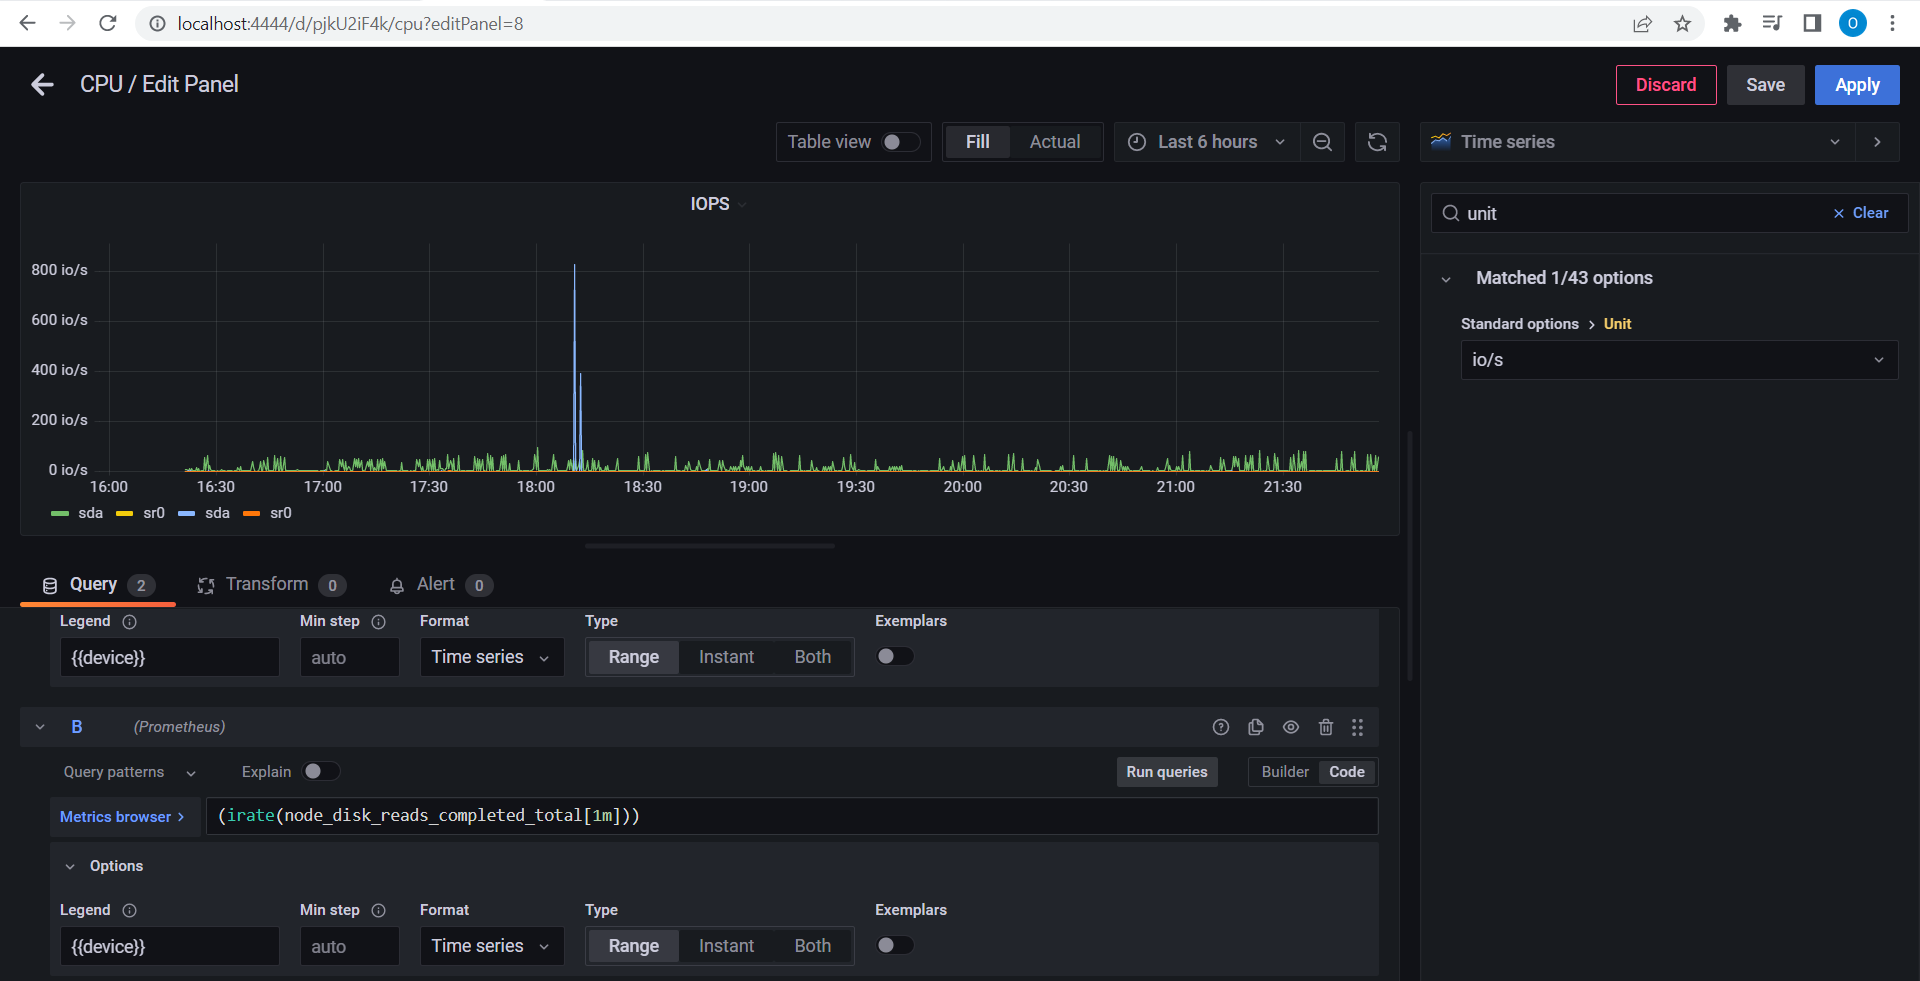 localhost:4444/d/pjkU2iF4k/cpu?editPanel=8
O
CPU / Edit Panel
Discard
Save
Apply
Table view
Fill
Actual
Last 6 hours
Time series
IOPS
unit
Clear
Matched 1/43 options
Standard options > Unit
io/s
800 io/s
600 io/s
400 io/s
200 io/s
0 io/s
16:00 16:30 17:00 17:30 18:00 18:30 19:00 19:30 20:00 20:30 21:00 21:30
sda sr0 sda sr0
Query 2
Transform 0
Alert 0
Legend Min step Format Type Exemplars
{{device}} auto Time series Range Instant Both
B (Prometheus)
Query patterns Explain Run queries Builder Code
Metrics browser > (irate(node_disk_reads_completed_total[1m]))
Options
Legend Min step Format Type Exemplars
{{device}} auto Time series Range Instant Both